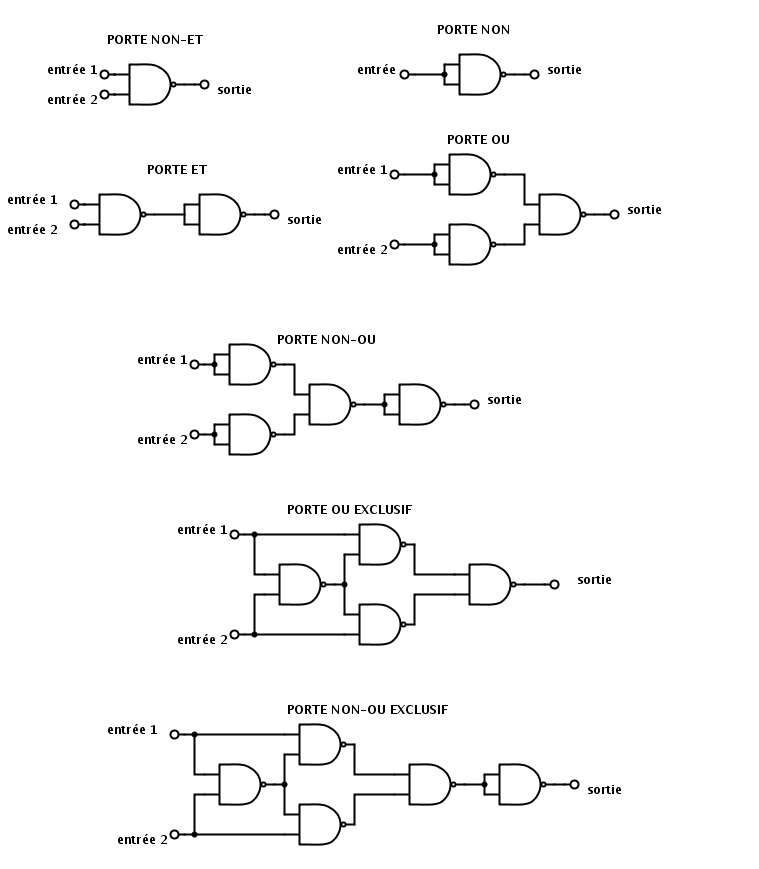 PORTE NON-ET
entrée 1
entrée 2
sortie
PORTE NON
entrée
sortie
PORTE ET
entrée 1
entrée 2
sortie
PORTE OU
entrée 1
entrée 2
sortie
PORTE NON-OU
entrée 1
entrée 2
sortie
PORTE OU EXCLUSIF
entrée 1
entrée 2
sortie
PORTE NON-OU EXCLUSIF
entrée 1
entrée 2
sortie